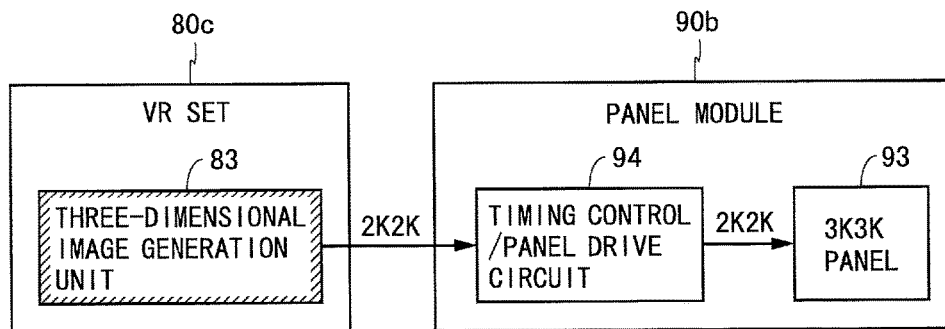 80c
90b
VR SET
PANEL MODULE
83
94
93
THREE-DIMENSIONAL
IMAGE GENERATION
UNIT
2K2K
TIMING CONTROL
/PANEL DRIVE
CIRCUIT
2K2K
3K3K
PANEL